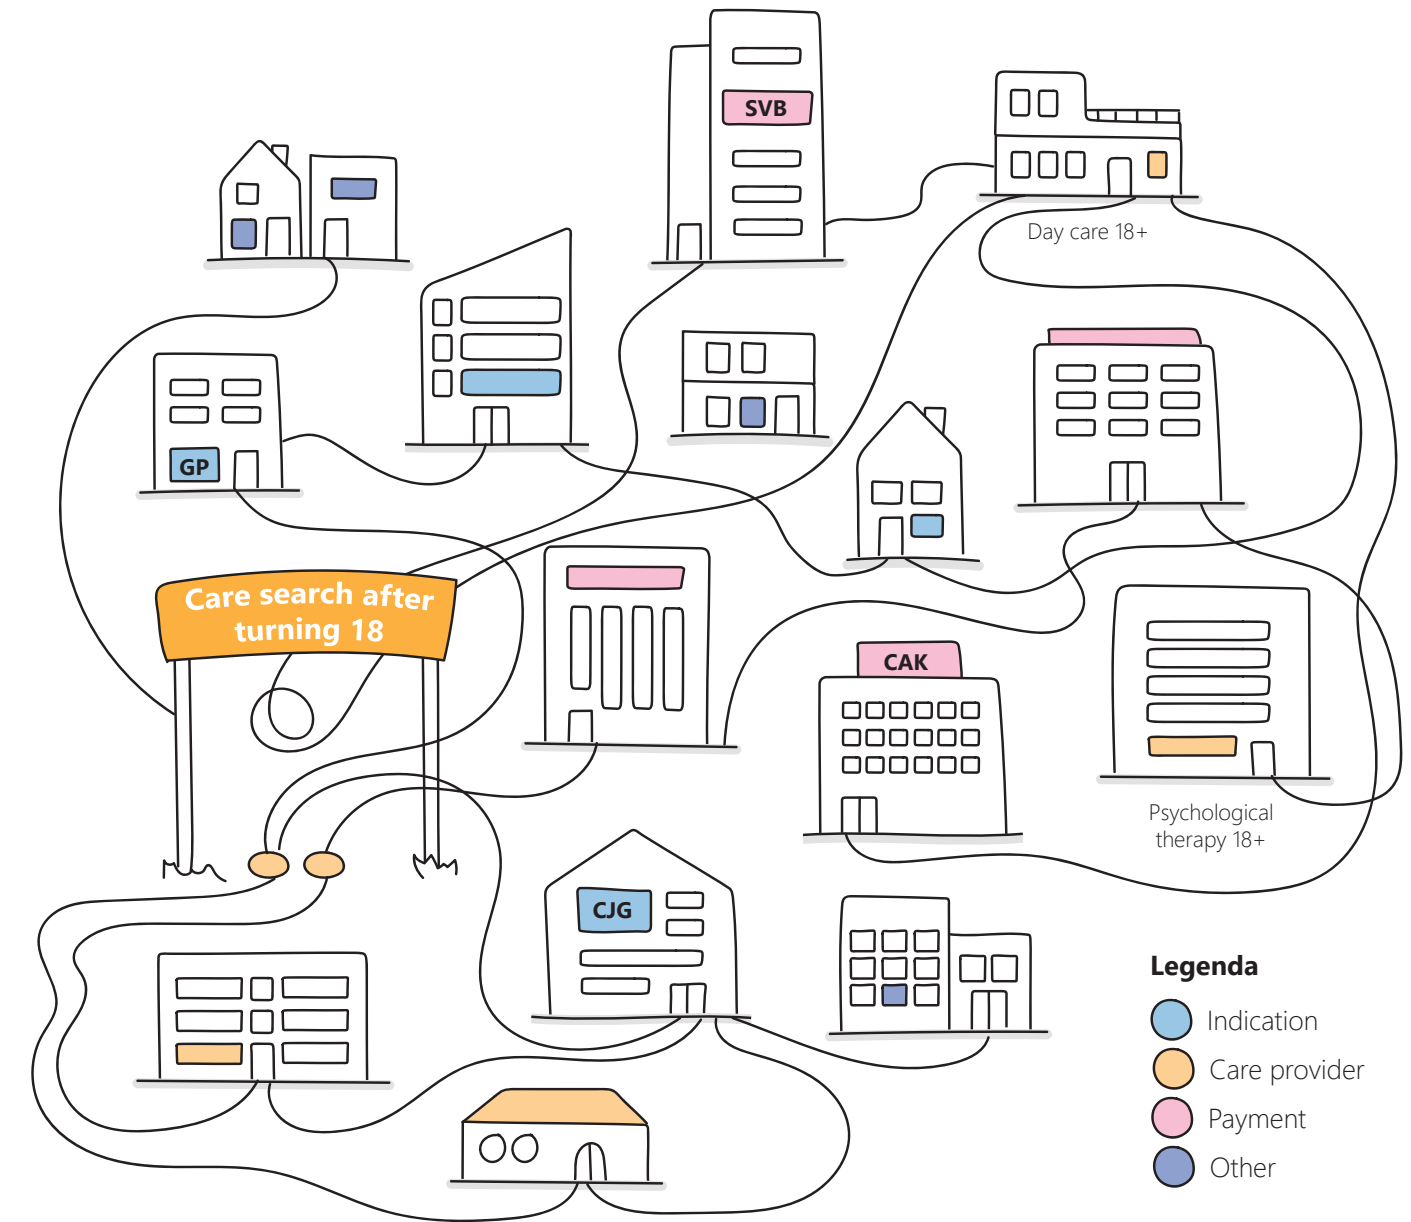 SVB
Day care 18+
GP
Care search after
turning 18
CAK
Psychological
therapy 18+
CJG
Legenda
Indication
Care provider
Payment
Other